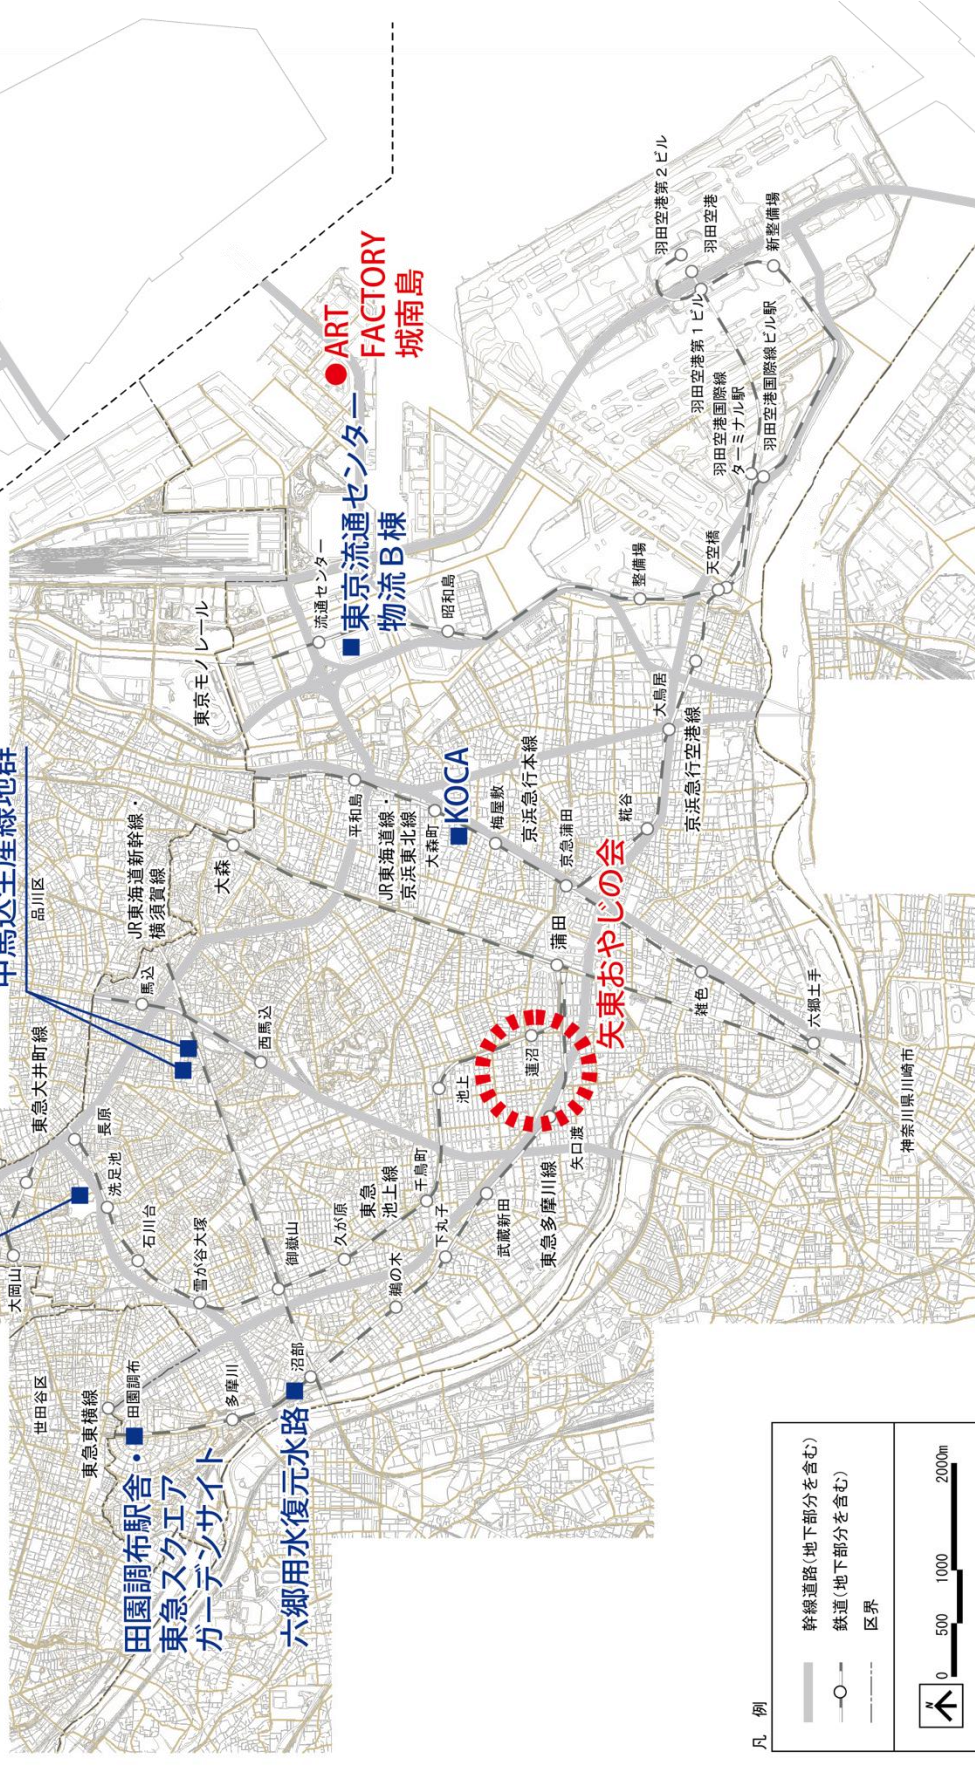 品川区
世田谷区
大岡山
東急大井町線
長原
洗足池
石川台
雪が谷大塚
御嶽山
久が原
東急
池上線
千鳥町
池上
蓮沼
蒲田
馬込
西馬込
JR東海道新幹線・
横須賀線
大森
JR東海道線・
京浜東北線
東急東横線
田園調布
多摩川
沼部
鵜の木
下丸子
武蔵新田
矢口渡
東急多摩川線
田園調布駅舎・
東急スクエア
ガーデンサイト
六郷用水復元水路
東京モノレール
流通センター
昭和島
整備場
天空橋
東京流通センター
物流B棟
ART
FACTORY
城南島
平和島
大森町
KOCA
梅屋敷
京浜急行本線
京急蒲田
糀谷
大鳥居
京浜急行空港線
矢東おやじの会
雑色
六郷土手
神奈川県川崎市
羽田空港第2ビル
羽田空港
新整備場
羽田空港第1ビル
羽田空港国際線
ターミナル駅
羽田空港国際線ビル駅
凡 例
幹線道路(地下部分を含む)
鉄道(地下部分を含む)
区界
N
0 500 1000 2000m